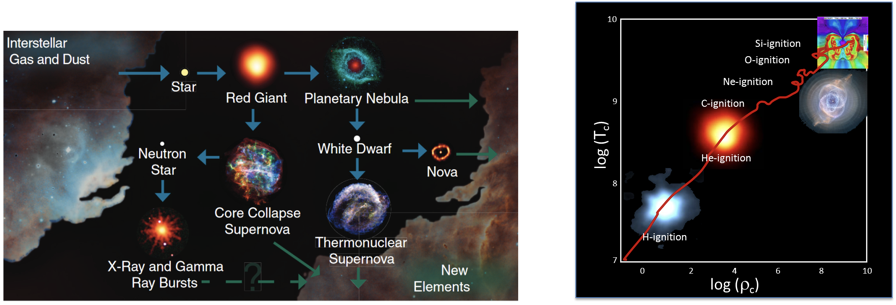 Interstellar
Gas and Dust
Star
Red Giant
Planetary Nebula
Neutron
Star
White Dwarf
Nova
Core Collapse
Supernova
Thermonuclear
Supernova
X-Ray and Gamma
Ray Bursts
?
New
Elements
10
9
8
7
log (Tc)
Si-ignition
O-ignition
Ne-ignition
C-ignition
He-ignition
H-ignition
0 2 4 6 8 10
log (ρc)